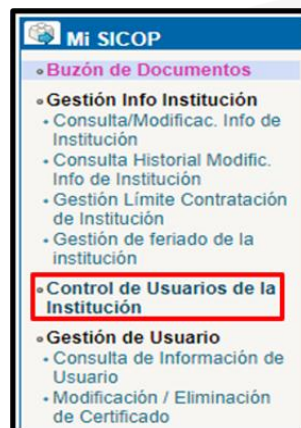 Mi SICOP
Buzón de Documentos
Gestión Info Institución
Consulta/Modificac. Info de
Institución
Consulta Historial Modific.
Info de Institución
Gestión Límite Contratación
de Institución
Gestión de feriado de la
institución
Control de Usuarios de la
Institución
Gestión de Usuario
Consulta de Información de
Usuario
Modificación / Eliminación
de Certificado